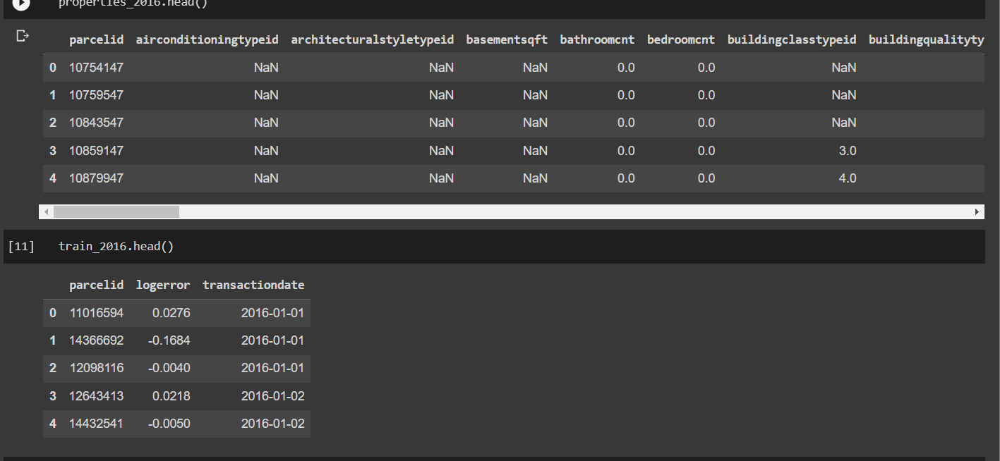 properties_2016.head()
parcelid airconditioningtypeid architecturalstyletypeid basementsqft bathroomcnt bedroomcnt buildingclasstypeid buildingqualityty
0 10754147 NaN NaN NaN 0.0 0.0 NaN
1 10759547 NaN NaN NaN 0.0 0.0 NaN
2 10843547 NaN NaN NaN 0.0 0.0 NaN
3 10859147 NaN NaN NaN 0.0 0.0 3.0
4 10879947 NaN NaN NaN 0.0 0.0 4.0
[11] train_2016.head()
parcelid logerror transactiondate
0 11016594 0.0276 2016-01-01
1 14366692 -0.1684 2016-01-01
2 12098116 -0.0040 2016-01-01
3 12643413 0.0218 2016-01-02
4 14432541 -0.0050 2016-01-02